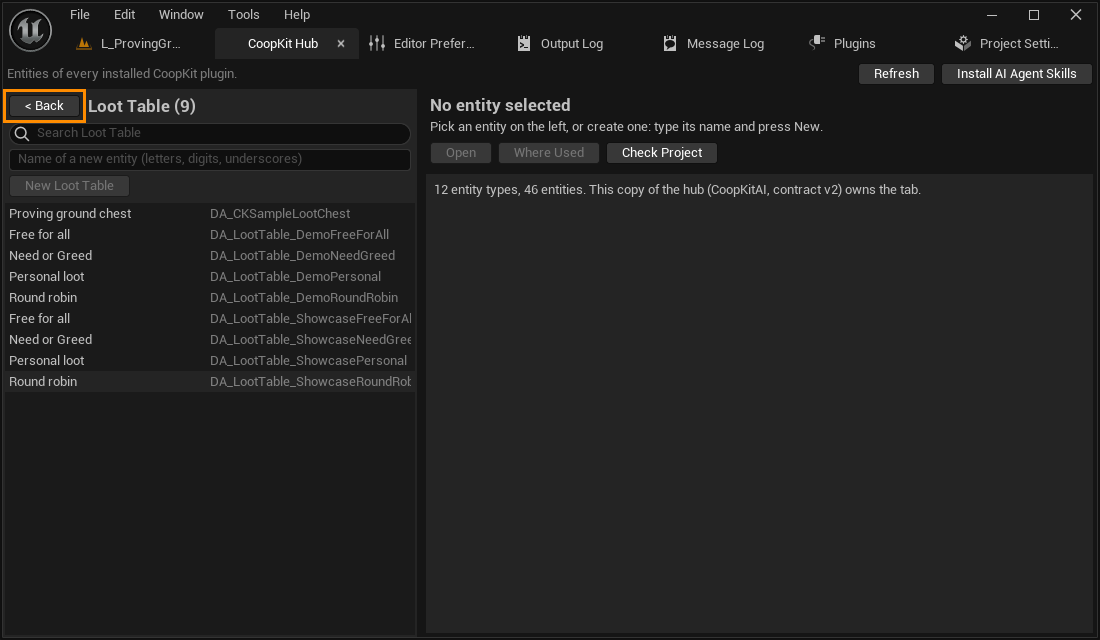 File Edit Window Tools Help
L_ProvingGr... CoopKit Hub Editor Prefer... Output Log Message Log Plugins Project Setti...
Entities of every installed CoopKit plugin. Refresh Install AI Agent Skills
< Back Loot Table (9)
Search Loot Table
Name of a new entity (letters, digits, underscores)
New Loot Table
Proving ground chest DA_CKSampleLootChest
Free for all DA_LootTable_DemoFreeForAll
Need or Greed DA_LootTable_DemoNeedGreed
Personal loot DA_LootTable_DemoPersonal
Round robin DA_LootTable_DemoRoundRobin
Free for all DA_LootTable_ShowcaseFreeForAl
Need or Greed DA_LootTable_ShowcaseNeedGree
Personal loot DA_LootTable_ShowcasePersonal
Round robin DA_LootTable_ShowcaseRoundRob
No entity selected
Pick an entity on the left, or create one: type its name and press New.
Open Where Used Check Project
12 entity types, 46 entities. This copy of the hub (CoopKitAI, contract v2) owns the tab.